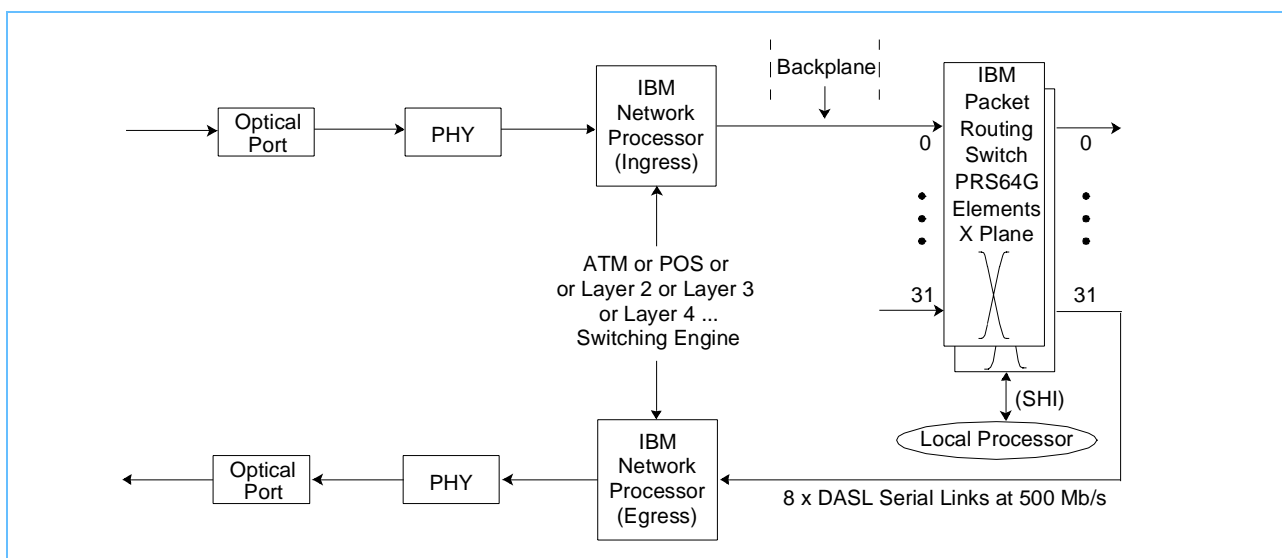 Optical
Port
PHY
IBM
Network
Processor
(Ingress)
Backplane
IBM
Packet
Routing
Switch
PRS64G
Elements
X Plane
0
0
31
31
ATM or POS or
or Layer 2 or Layer 3
or Layer 4 ...
Switching Engine
(SHI)
Local Processor
Optical
Port
PHY
IBM
Network
Processor
(Egress)
8 x DASL Serial Links at 500 Mb/s